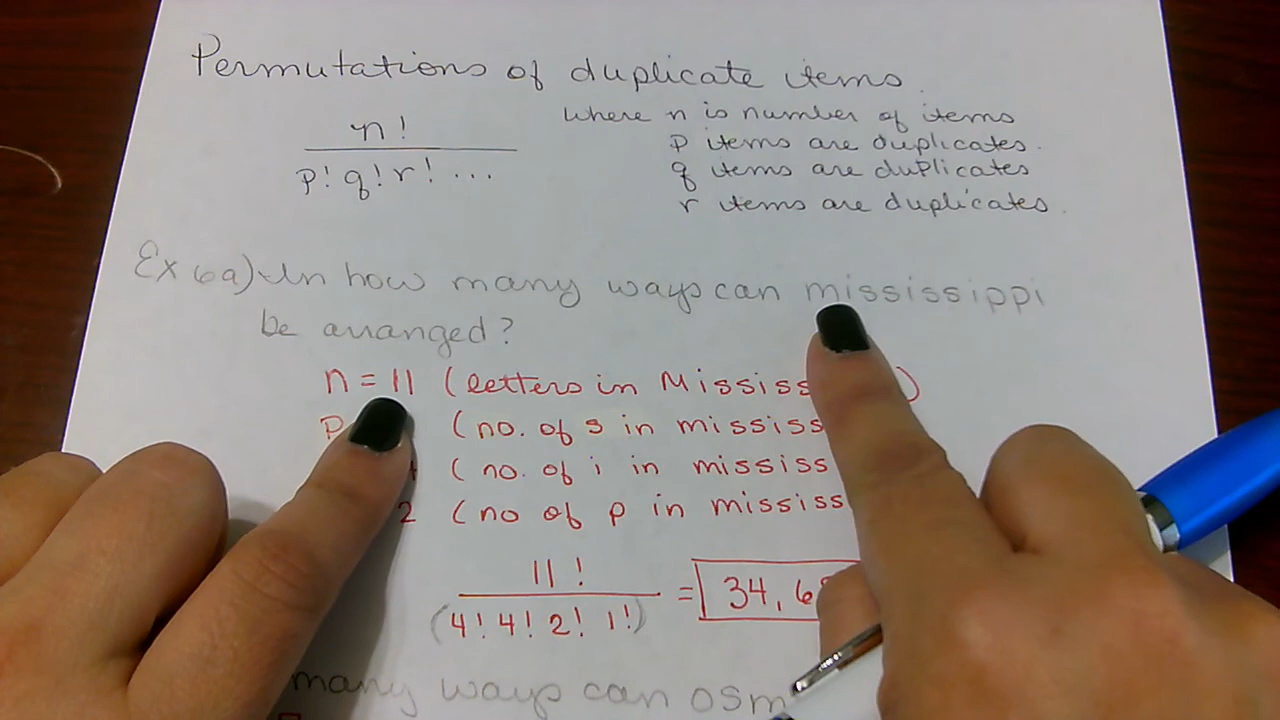 Permutations of duplicate items.
n!
p! q! r! ...
where n is number of items
p items are duplicates.
q items are duplicates
r items are duplicates.
Ex 6a) In how many ways can mississippi
be arranged?
n = 11 (letters in Mississ )
P (no. of s in mississ
(no. of i in mississ
2 (no of p in mississ
11!
(4! 4! 2! 1!)
= 34,6
many ways can osm